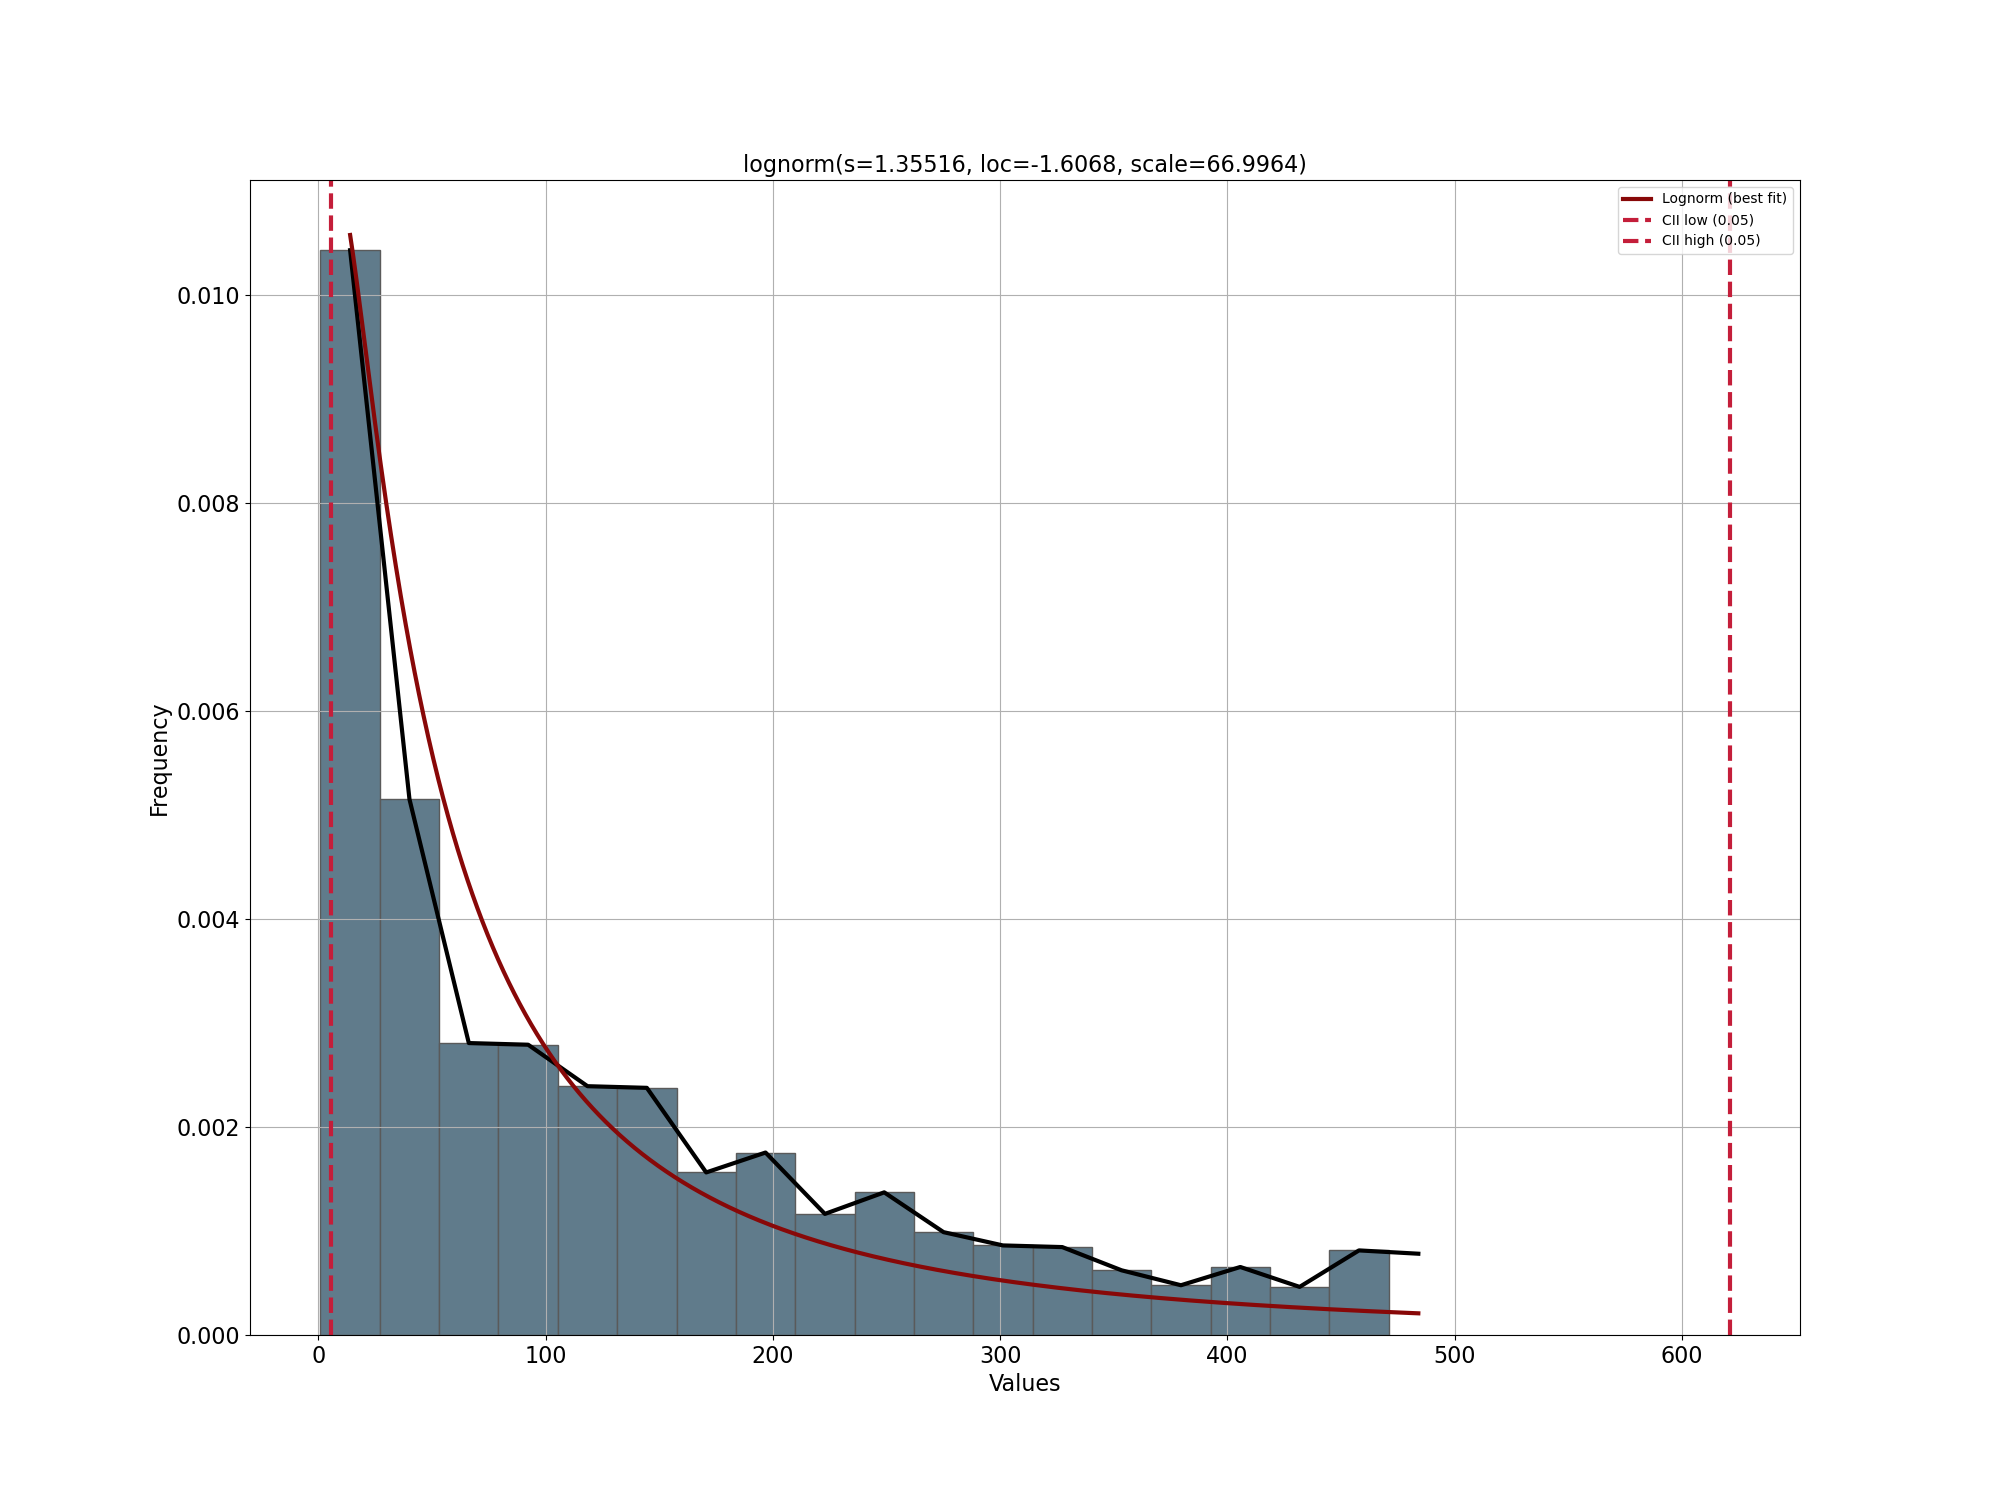 lognorm(s=1.35516, loc=-1.6068, scale=66.9964)
Lognorm (best fit)
CII low (0.05)
CII high (0.05)
0.010
0.008
0.006
0.004
0.002
0.000
Frequency
0 100 200 300 400 500 600
Values